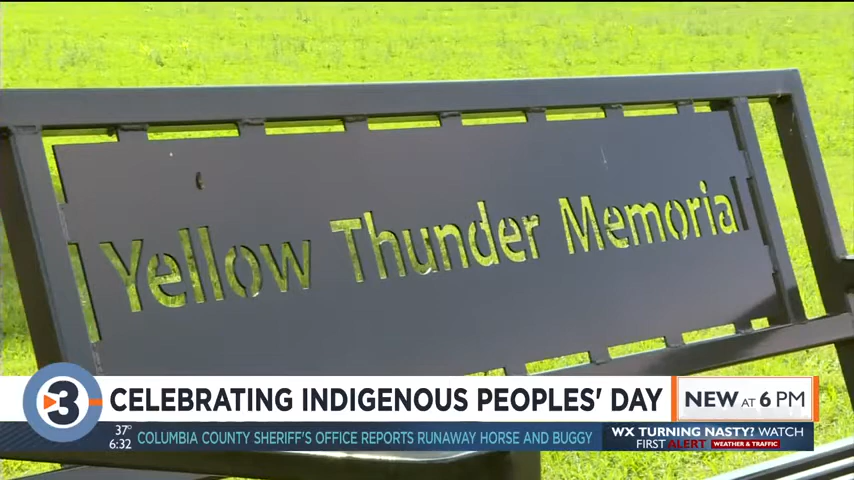 Yellow Thunder Memorial
3
CELEBRATING INDIGENOUS PEOPLES' DAY
NEW AT 6 PM
37°
6:32
COLUMBIA COUNTY SHERIFF'S OFFICE REPORTS RUNAWAY HORSE AND BUGGY
WX TURNING NASTY? WATCH
FIRST ALERT WEATHER & TRAFFIC